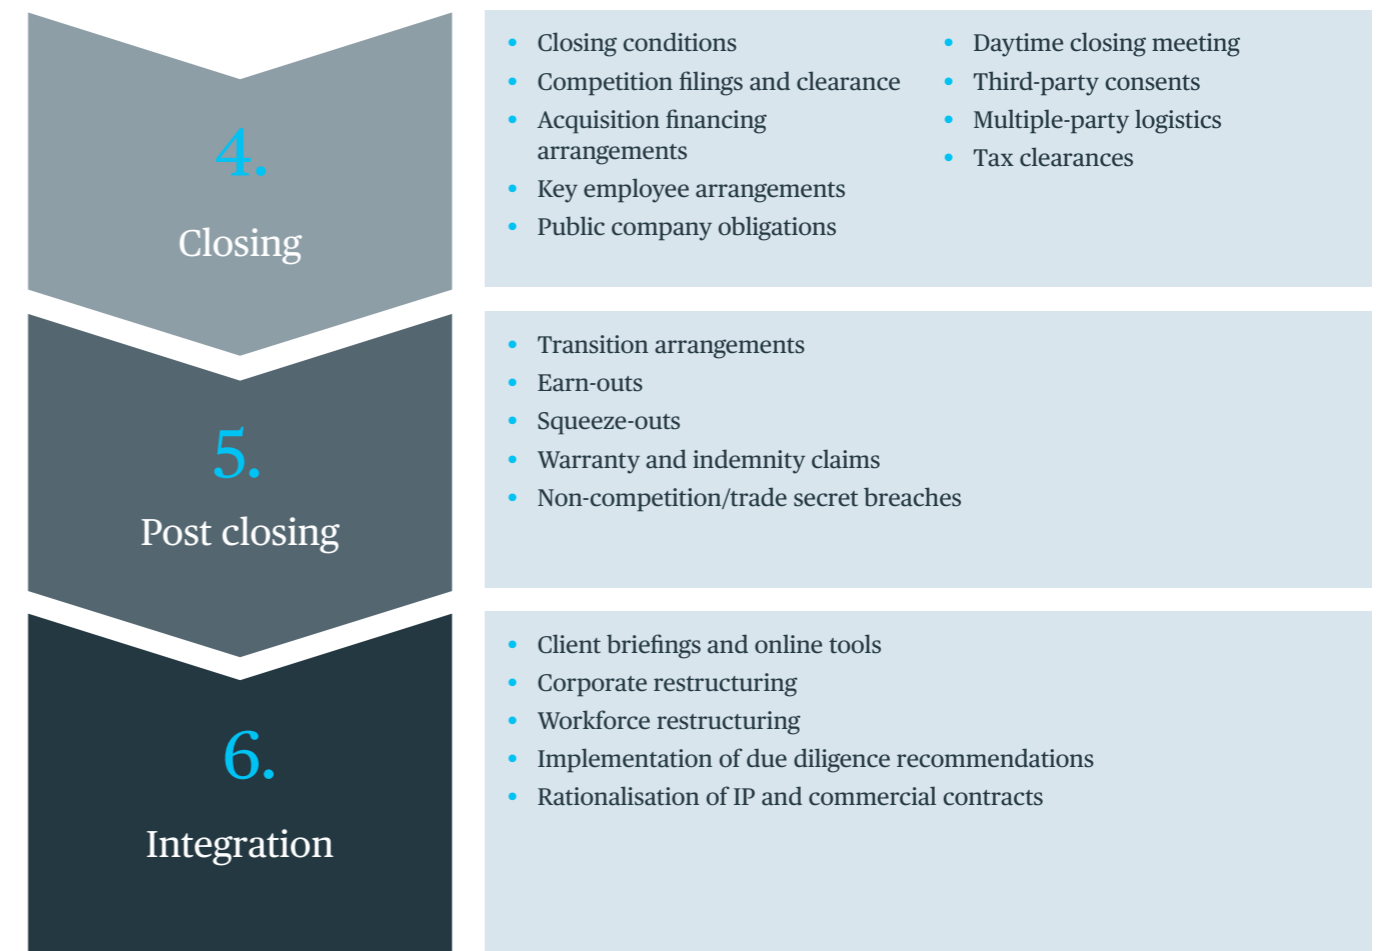 4.
Closing
• Closing conditions
• Competition filings and clearance
• Acquisition financing
arrangements
• Key employee arrangements
• Public company obligations
• Daytime closing meeting
• Third-party consents
• Multiple-party logistics
• Tax clearances
5.
Post closing
• Transition arrangements
• Earn-outs
• Squeeze-outs
• Warranty and indemnity claims
• Non-competition/trade secret breaches
6.
Integration
• Client briefings and online tools
• Corporate restructuring
• Workforce restructuring
• Implementation of due diligence recommendations
• Rationalisation of IP and commercial contracts